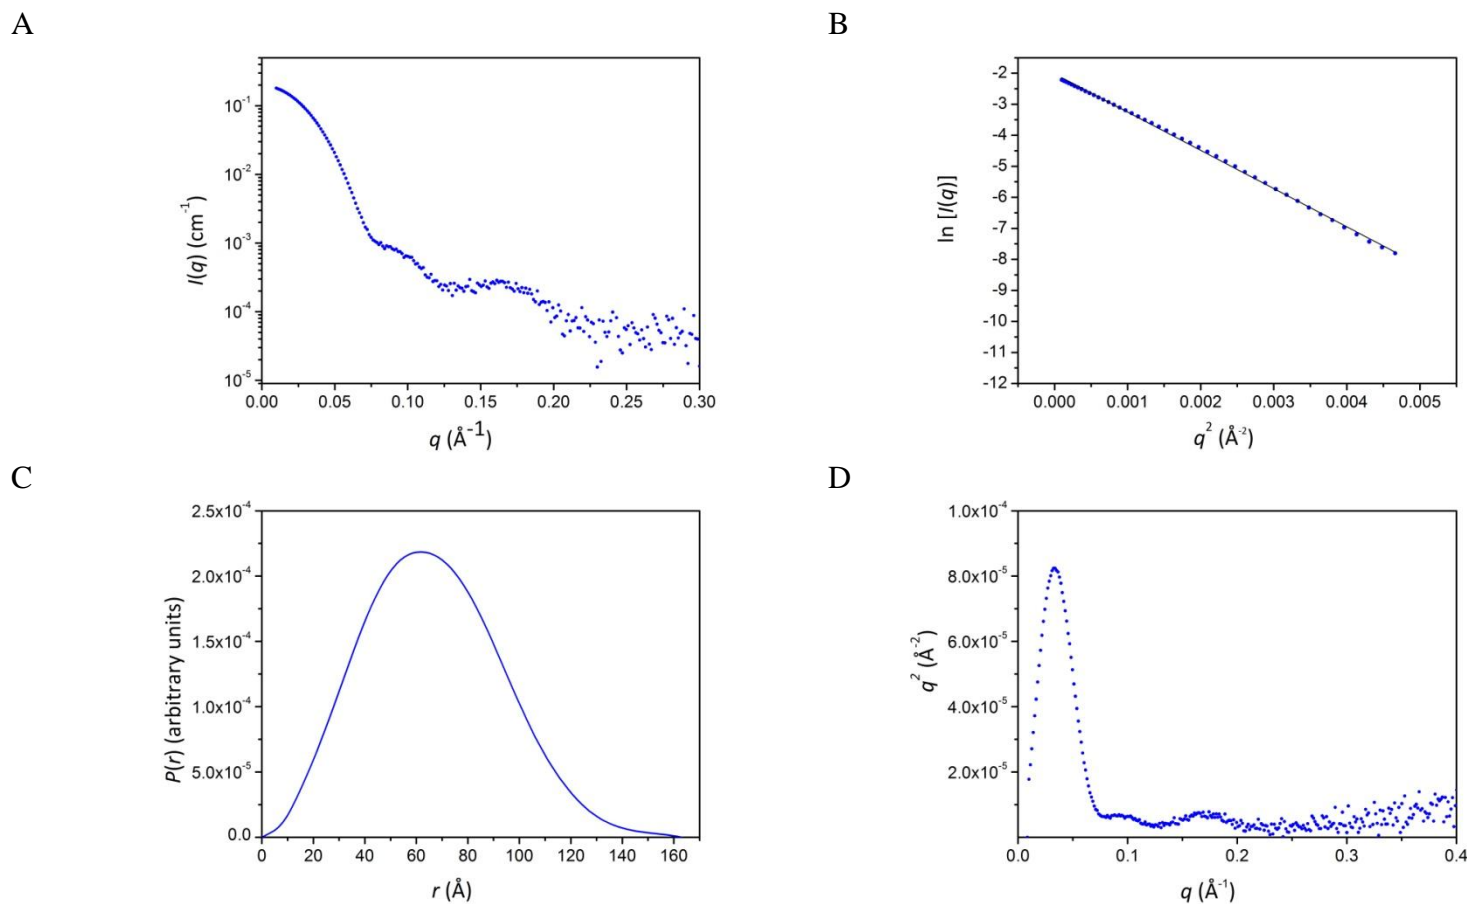 A
10⁻¹
10⁻²
10⁻³
10⁻⁴
10⁻⁵
I(q) (cm⁻¹)
0.00 0.05 0.10 0.15 0.20 0.25 0.30
q (Å⁻¹)
B
-2
-3
-4
-5
-6
-7
-8
-9
-10
-11
-12
ln [I(q)]
0.000 0.001 0.002 0.003 0.004 0.005
q² (Å⁻²)
C
2.5x10⁻⁴
2.0x10⁻⁴
1.5x10⁻⁴
1.0x10⁻⁴
5.0x10⁻⁵
0.0
P(r) (arbitrary units)
0 20 40 60 80 100 120 140 160
r (Å)
D
1.0x10⁻⁴
8.0x10⁻⁵
6.0x10⁻⁵
4.0x10⁻⁵
2.0x10⁻⁵
q² (Å⁻²)
0.0 0.1 0.2 0.3 0.4
q (Å⁻¹)